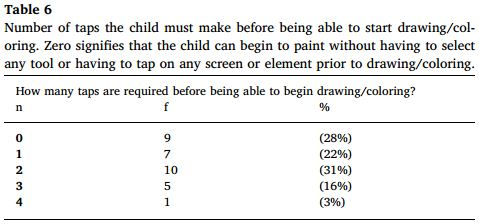 Table 6
Number of taps the child must make before being able to start drawing/col-
oring. Zero signifies that the child can begin to paint without having to select
any tool or having to tap on any screen or element prior to drawing/coloring.
How many taps are required before being able to begin drawing/coloring?
n f %
0 9 (28%)
1 7 (22%)
2 10 (31%)
3 5 (16%)
4 1 (3%)